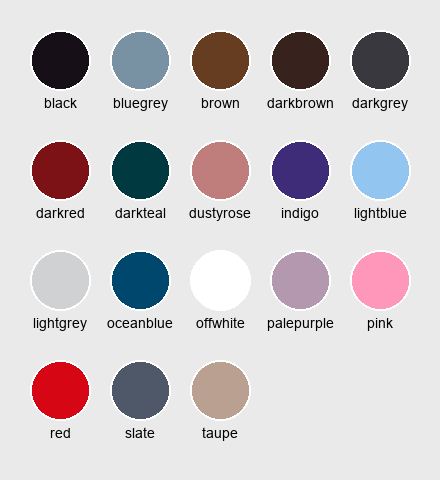 black bluegrey brown darkbrown darkgrey
darkred darkteal dustyrose indigo lightblue
lightgrey oceanblue offwhite palepurple pink
red slate taupe